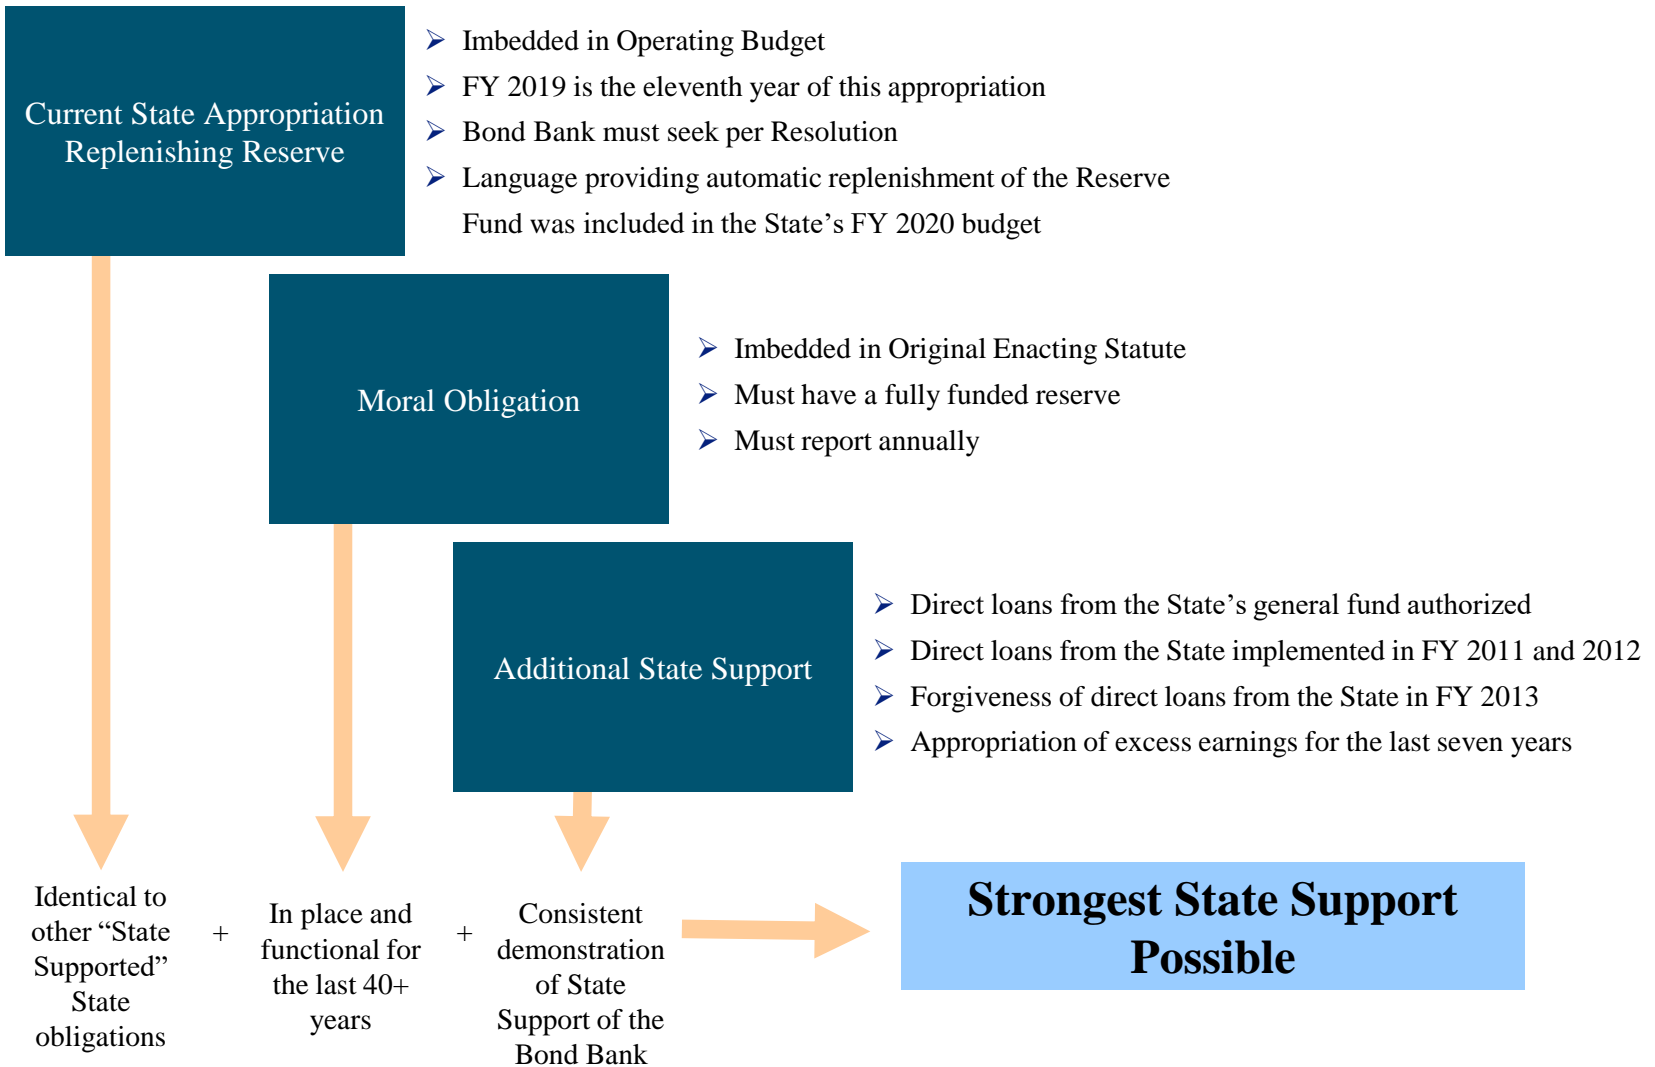 Current State Appropriation
Replenishing Reserve
➢ Imbedded in Operating Budget
➢ FY 2019 is the eleventh year of this appropriation
➢ Bond Bank must seek per Resolution
➢ Language providing automatic replenishment of the Reserve
Fund was included in the State’s FY 2020 budget
Moral Obligation
➢ Imbedded in Original Enacting Statute
➢ Must have a fully funded reserve
➢ Must report annually
Additional State Support
➢ Direct loans from the State’s general fund authorized
➢ Direct loans from the State implemented in FY 2011 and 2012
➢ Forgiveness of direct loans from the State in FY 2013
➢ Appropriation of excess earnings for the last seven years
Identical to
other “State
Supported”
State
obligations
+
In place and
functional for
the last 40+
years
+
Consistent
demonstration
of State
Support of the
Bond Bank
Strongest State Support
Possible